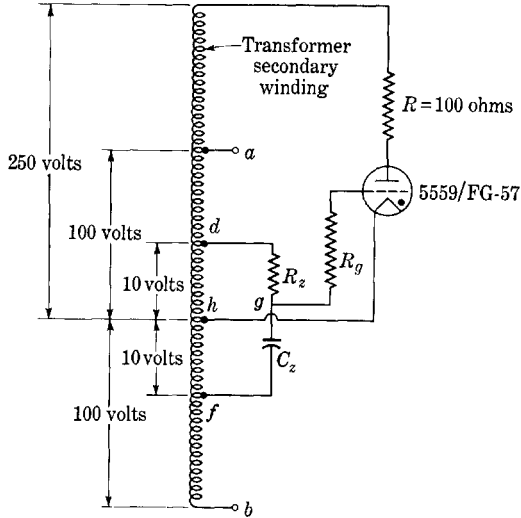 Transformer
secondary
winding
R = 100 ohms
250 volts
a
5559/FG-57
100 volts
d
R_g
10 volts
R_z
g
h
C_z
10 volts
100 volts
f
b